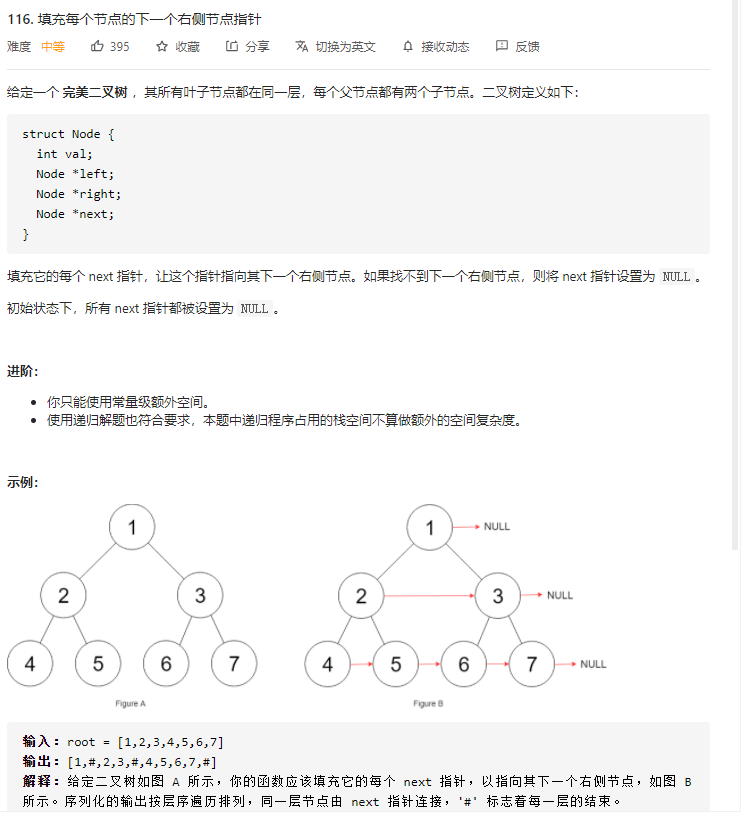 116. 填充每个节点的下一个右侧节点指针
难度 中等 395 收藏 分享 切换为英文 接收动态 反馈
给定一个 完美二叉树 ，其所有叶子节点都在同一层，每个父节点都有两个子节点。二叉树定义如下：
struct Node {
int val;
Node *left;
Node *right;
Node *next;
}
填充它的每个 next 指针，让这个指针指向其下一个右侧节点。如果找不到下一个右侧节点，则将 next 指针设置为 NULL 。
初始状态下，所有 next 指针都被设置为 NULL 。
进阶：
• 你只能使用常量级额外空间。
• 使用递归解题也符合要求，本题中递归程序占用的栈空间不算做额外的空间复杂度。
示例：
1 1 NULL
2 3 2 3 NULL
4 5 6 7 4 5 6 7 NULL
Figure A Figure B
输入：root = [1,2,3,4,5,6,7]
输出：[1,#,2,3,#,4,5,6,7,#]
解释：给定二叉树如图 A 所示，你的函数应该填充它的每个 next 指针，以指向其下一个右侧节点，如图 B
所示。序列化的输出按层序遍历排列，同一层节点由 next 指针连接，'#' 标志着每一层的结束。